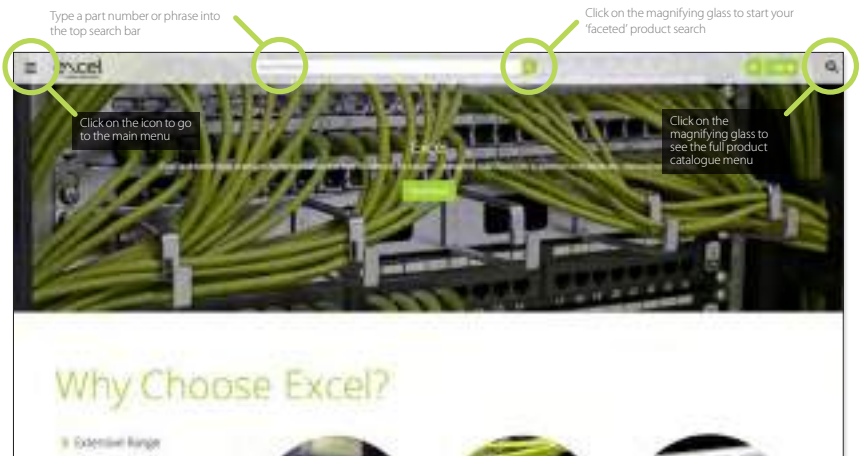 Type a part number or phrase into
the top search bar
Click on the magnifying glass to start your
'faceted' product search
excel
Click on the icon to go
to the main menu
Click on the
magnifying glass to
see the full product
catalogue menu
Excel
Why Choose Excel?
Extensive Range